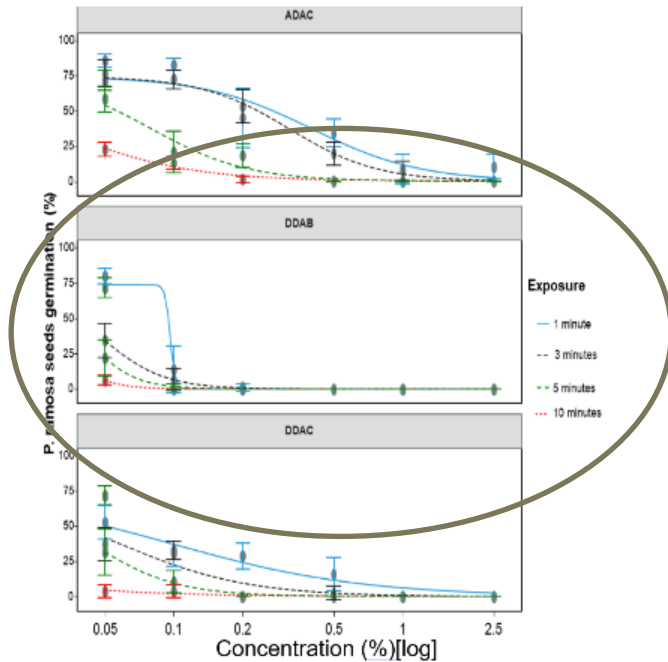 ADAC
100
75
50
25
0
DDAB
100
75
50
25
0
DDAC
100
75
50
25
0
0.05 0.1 0.2 0.5 1 2.5
Concentration (%)[log]
P. ramosa seeds germination (%)
Exposure
1 minute
3 minutes
5 minutes
10 minutes